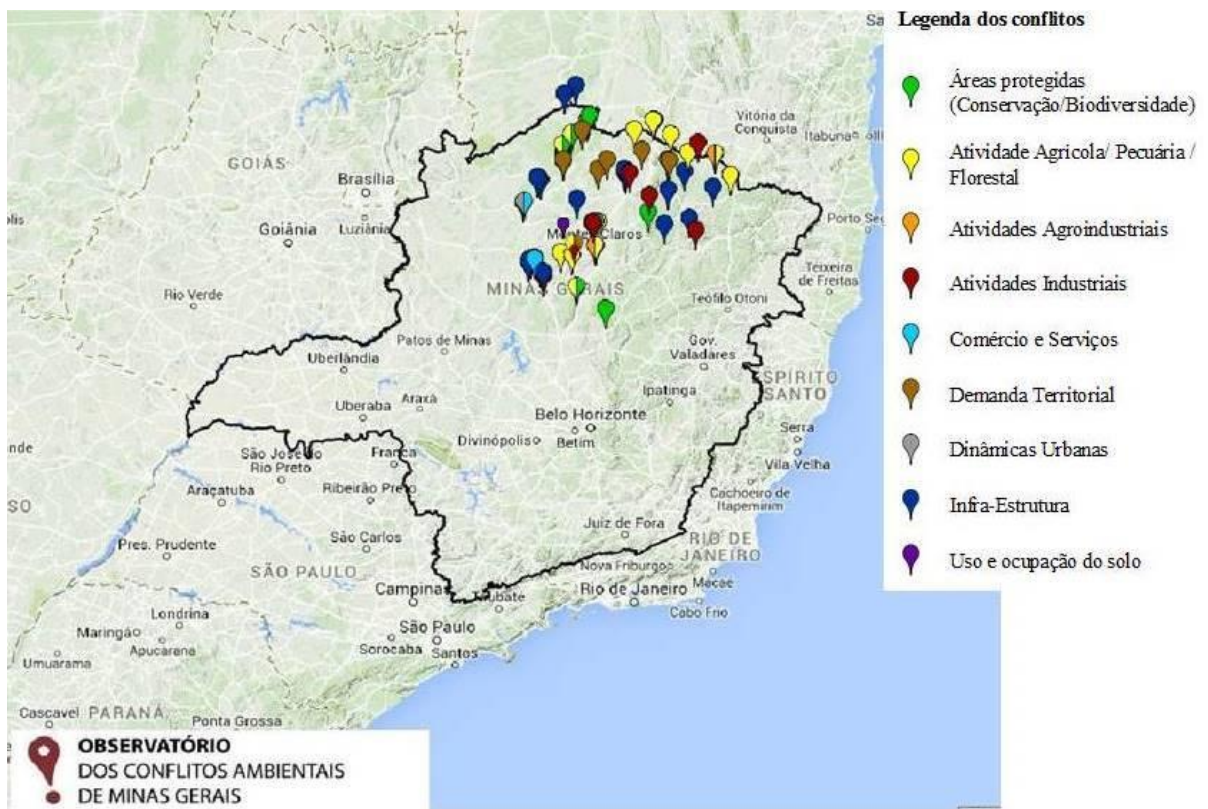 Sa
Legenda dos conflitos
Áreas protegidas
(Conservação/Biodiversidade)
Atividade Agrícola/ Pecuária /
Florestal
Atividades Agroindustriais
Atividades Industriais
Comércio e Serviços
Demanda Territorial
Dinâmicas Urbanas
Infra-Estrutura
Uso e ocupação do solo
Vitória da
Conquista
Itabuna
GOIÁS
Brasília
Goiânia
Luziânia
Porto Seg
Montes Claros
Teixeira
de Freitas
MINAS GERAIS
Rio Verde
Teófilo Otoni
Patos de Minas
Gov.
Valadares
Uberlândia
ESPÍRITO
SANTO
Ipatinga
Uberaba
Araxá
Belo Horizonte
Divinópolis
Betim
Serra
Vila Velha
São José do
Rio Preto
Franca
Cachoeiro de
Itapemirim
Araçatuba
Ribeirão Preto
SO
Juiz de Fora
RIO DE
JANEIRO
São Carlos
Pres. Prudente
Nova Friburgo
SÃO PAULO
Campinas
Taubate
Rio de Janeiro
Macaé
Cabo Frio
Londrina
São Paulo
Maringá
Apucarana
Sorocaba
Santos
Umuarama
Cascavel
PARANÁ
Ponta Grossa
OBSERVATÓRIO
DOS CONFLITOS AMBIENTAIS
DE MINAS GERAIS